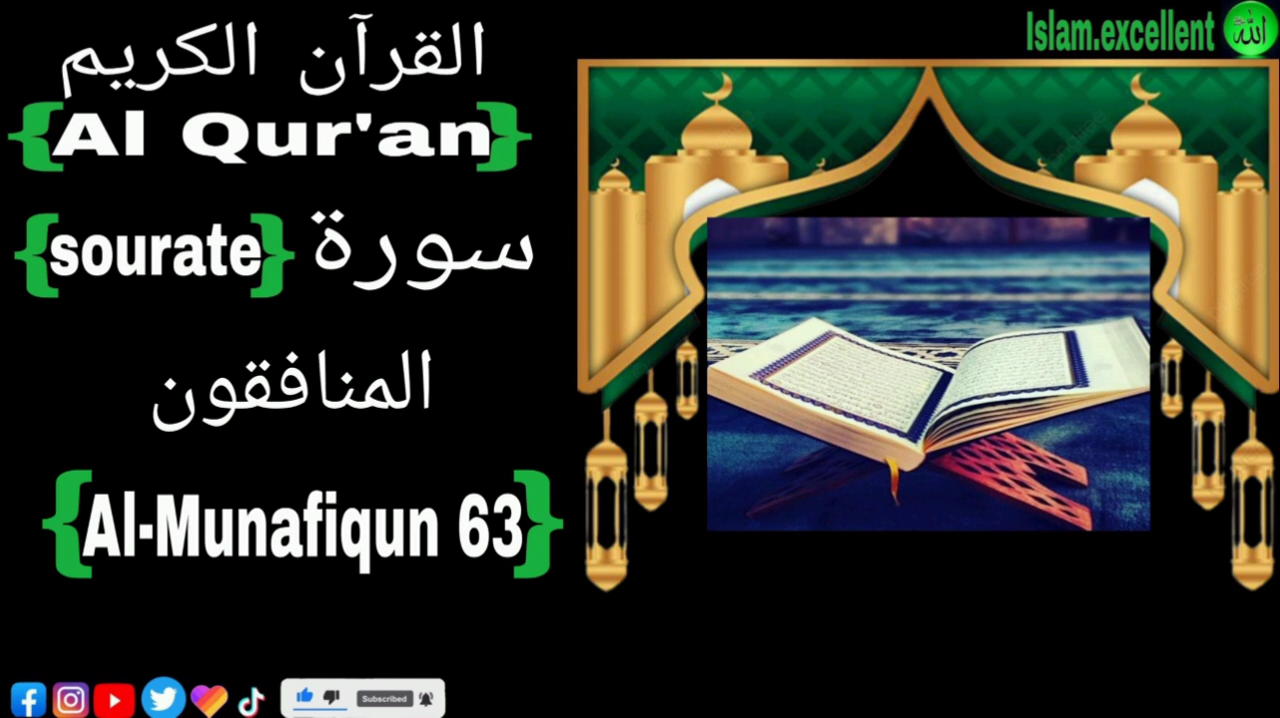 Islam.excellent
القرآن الكريم
{Al Qur'an}
{sourate} سورة
المنافقون
{Al-Munafiqun 63}
Subscribed